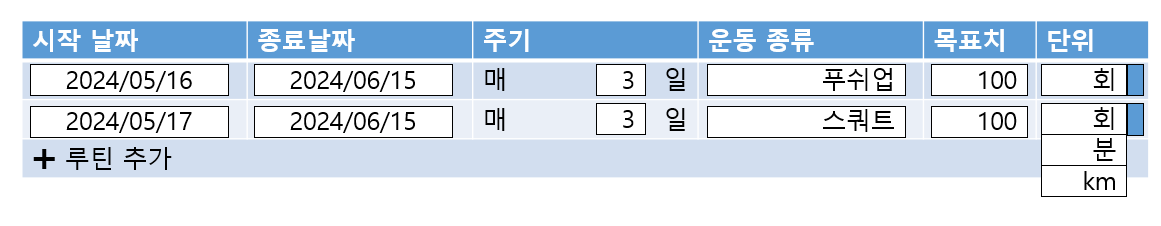 시작 날짜 종료날짜 주기 운동 종류 목표치 단위
2024/05/16 2024/06/15 매 3 일 푸쉬업 100 회
2024/05/17 2024/06/15 매 3 일 스쿼트 100 회
분
+ 루틴 추가
km